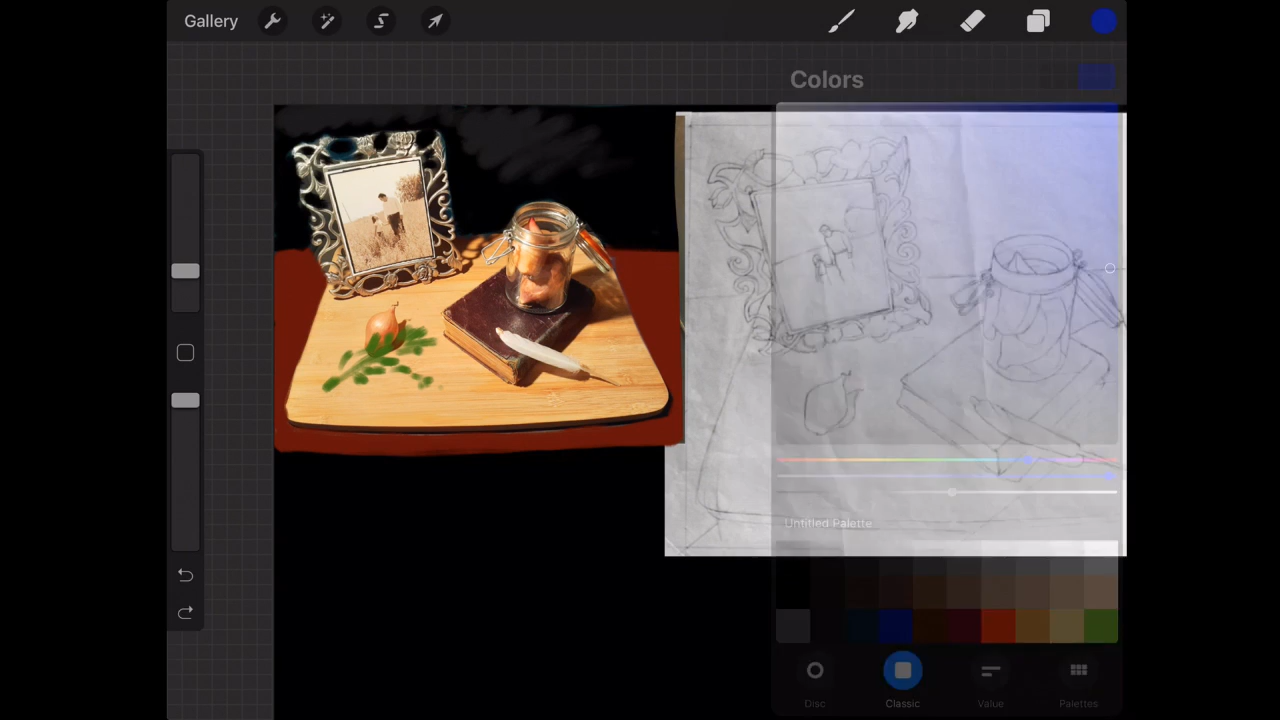 Gallery
Colors
Untitled Palette
Disc
Classic
Value
Palettes